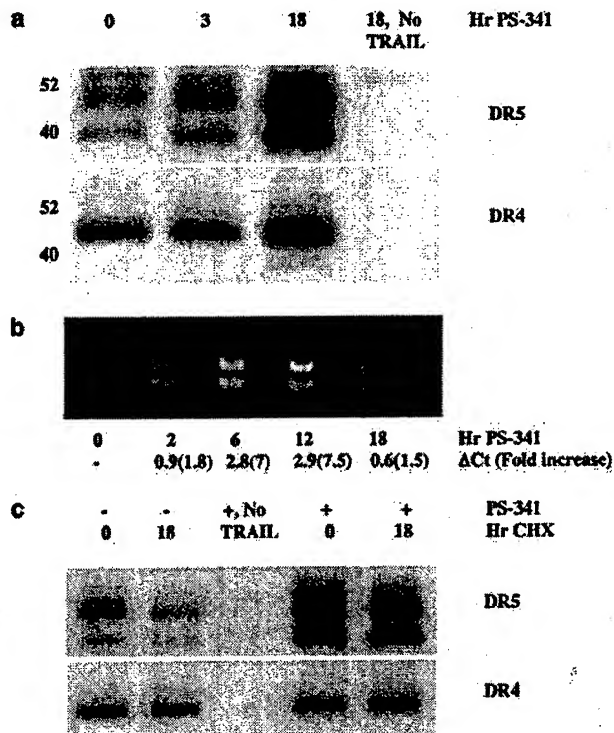 a 0 3 18 18, No TRAIL Hr PS-341
52
40
DR5
52
40
DR4
b
0 2 6 12 18 Hr PS-341
- 0.9(1.8) 2.8(7) 2.9(7.5) 0.6(1.5) ΔCt (Fold increase)
c - - +, No + + PS-341
0 18 TRAIL 0 18 Hr CHX
DR5
DR4